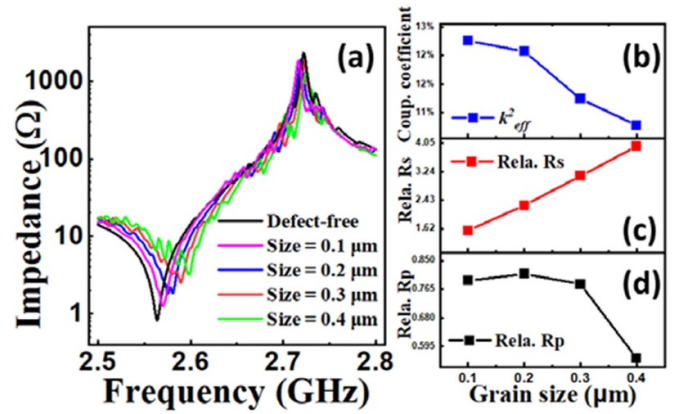 (a)
Impedance (Ω)
1000
100
10
1
Defect-free
Size = 0.1 μm
Size = 0.2 μm
Size = 0.3 μm
Size = 0.4 μm
2.5 2.6 2.7 2.8
Frequency (GHz)
(b)
Coup. coefficient
13%
12%
11%
k²eff
(c)
Rela. Rs
4.05
3.24
2.43
1.62
Rela. Rs
(d)
Rela. Rp
0.850
0.765
0.680
0.595
Rela. Rp
0.1 0.2 0.3 0.4
Grain size (μm)